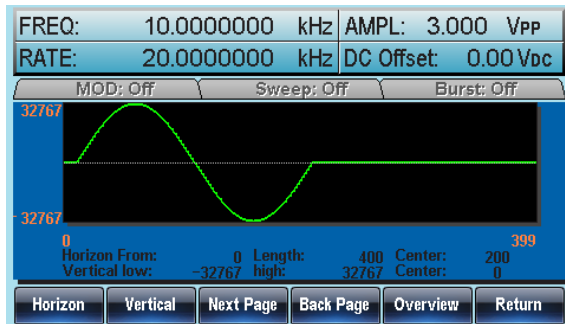 FREQ: 10.0000000 kHz AMPL: 3.000 VPP
RATE: 20.0000000 kHz DC Offset: 0.00 VDC
MOD: Off Sweep: Off Burst: Off
32767
- 32767
0 399
Horizon From: 0 Length: 400 Center: 200
Vertical low: -32767 high: 32767 Center: 0
Horizon Vertical Next Page Back Page Overview Return